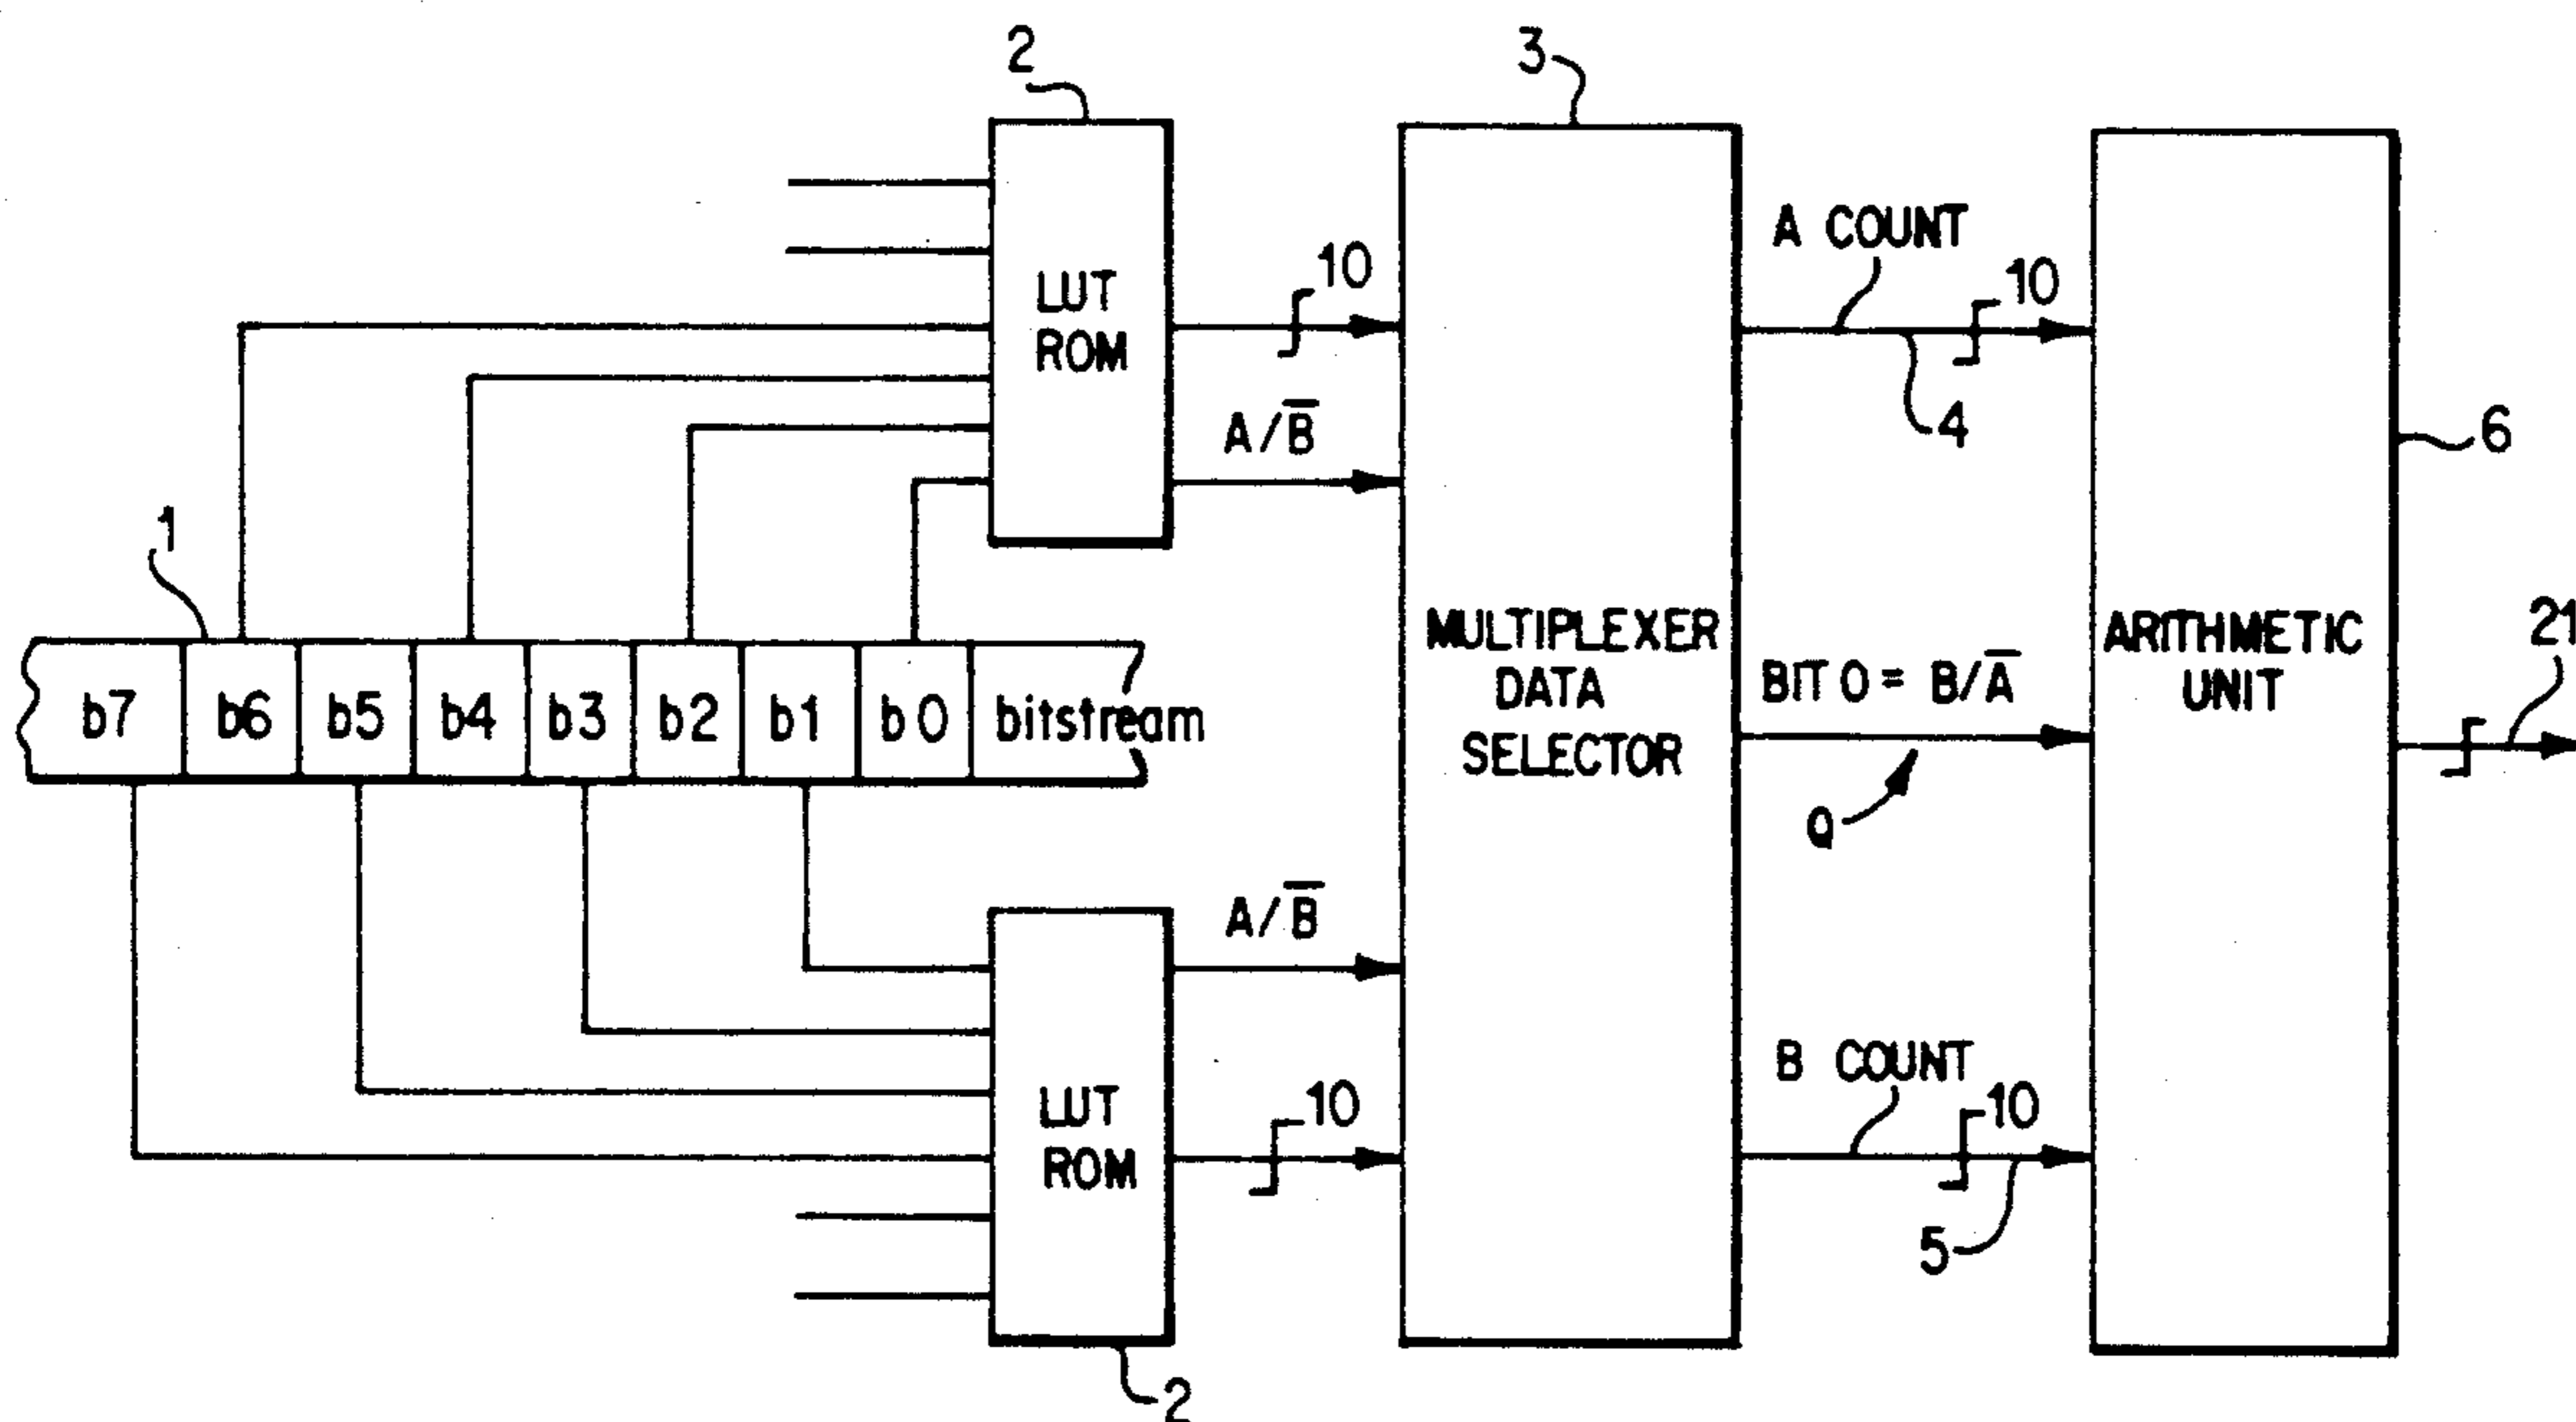 2
3
LUT
ROM
10
A/B̅
A COUNT
10
4
6
1
b7 b6 b5 b4 b3 b2 b1 b0 bitstream
MULTIPLEXER
DATA
SELECTOR
BIT 0 = B/A̅
Q
ARITHMETIC
UNIT
21
A/B̅
LUT
ROM
10
B COUNT
10
5
2